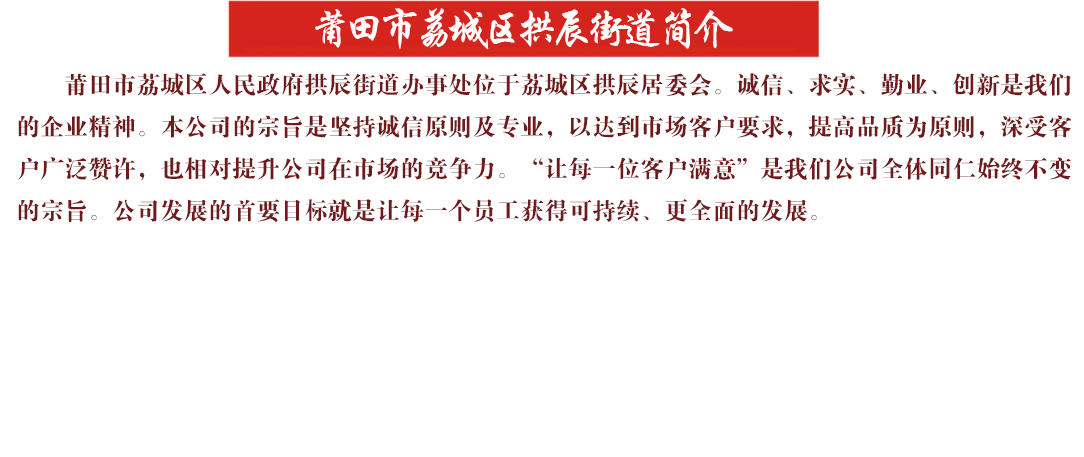 莆田市荔城区拱辰街道简介
莆田市荔城区人民政府拱辰街道办事处位于荔城区拱辰居委会。诚信、求实、勤业、创新是我们
的企业精神。本公司的宗旨是坚持诚信原则及专业，以达到市场客户要求，提高品质为原则，深受客
户广泛赞许，也相对提升公司在市场的竞争力。“让每一位客户满意”是我们公司全体同仁始终不变
的宗旨。公司发展的首要目标就是让每一个员工获得可持续、更全面的发展。